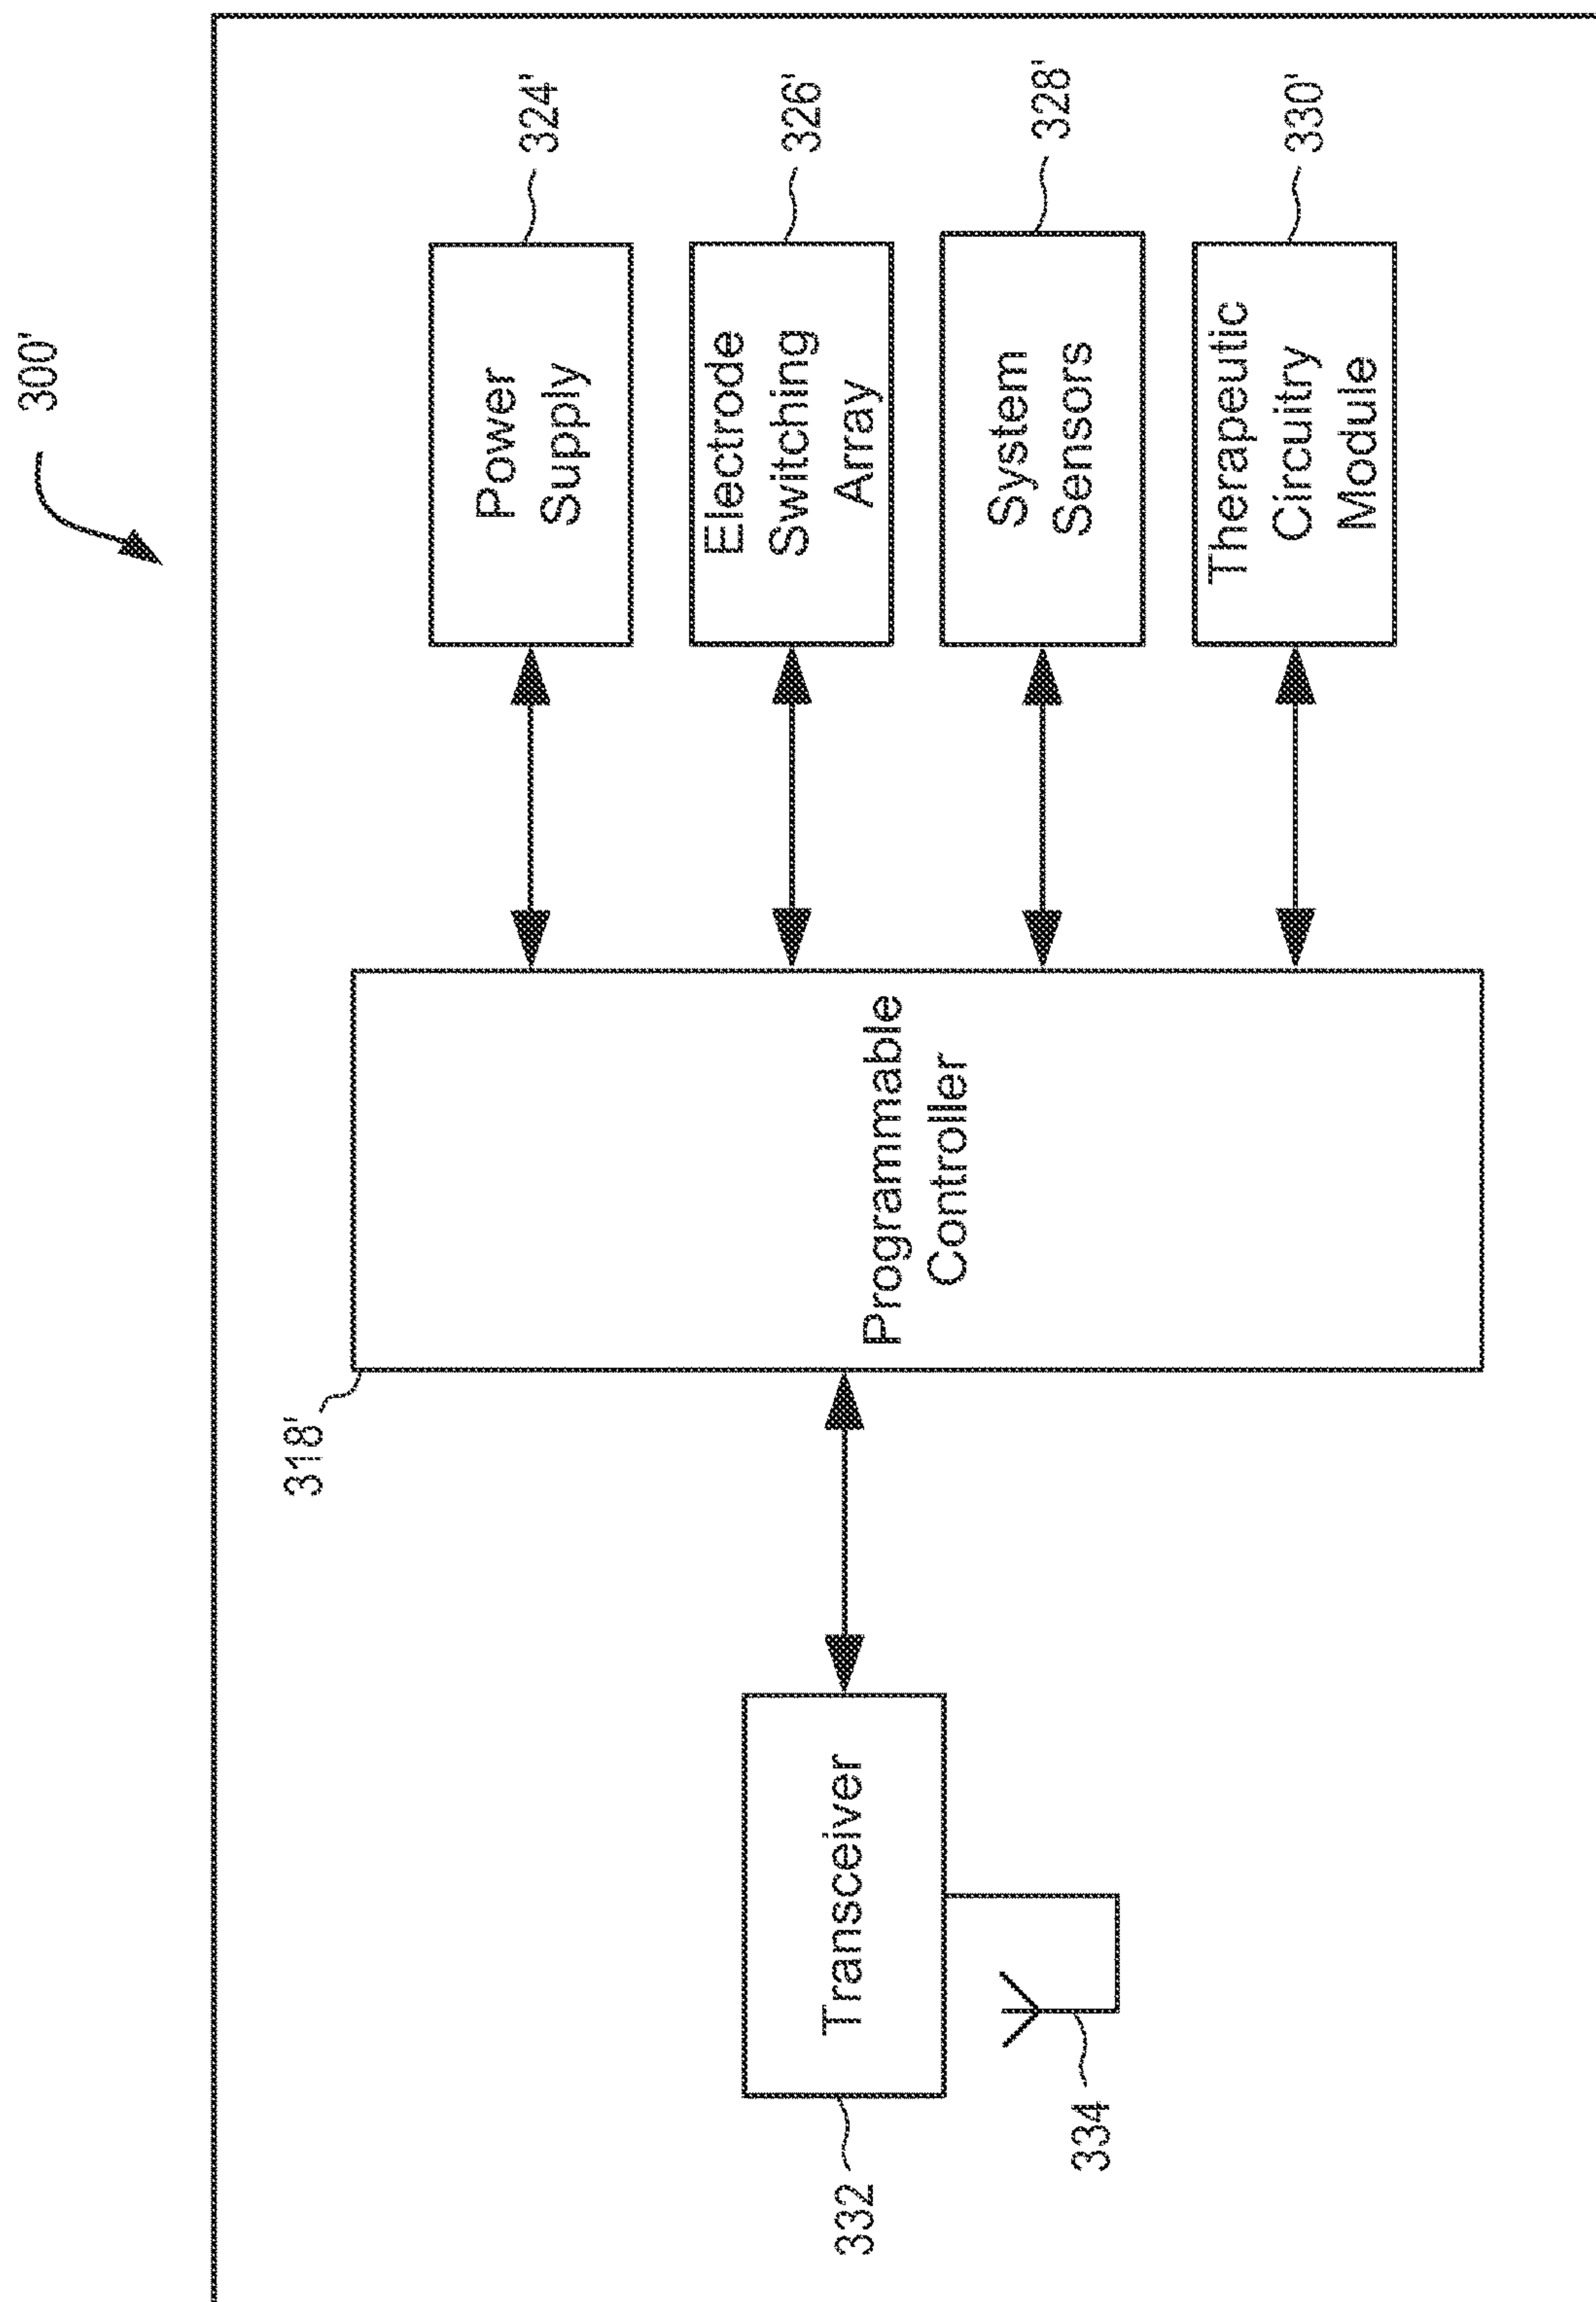 300'
324'
Power
Supply
326'
Electrode
Switching
Array
328'
System
Sensors
330'
Therapeutic
Circuitry
Module
318'
Programmable
Controller
Transceiver
332
334